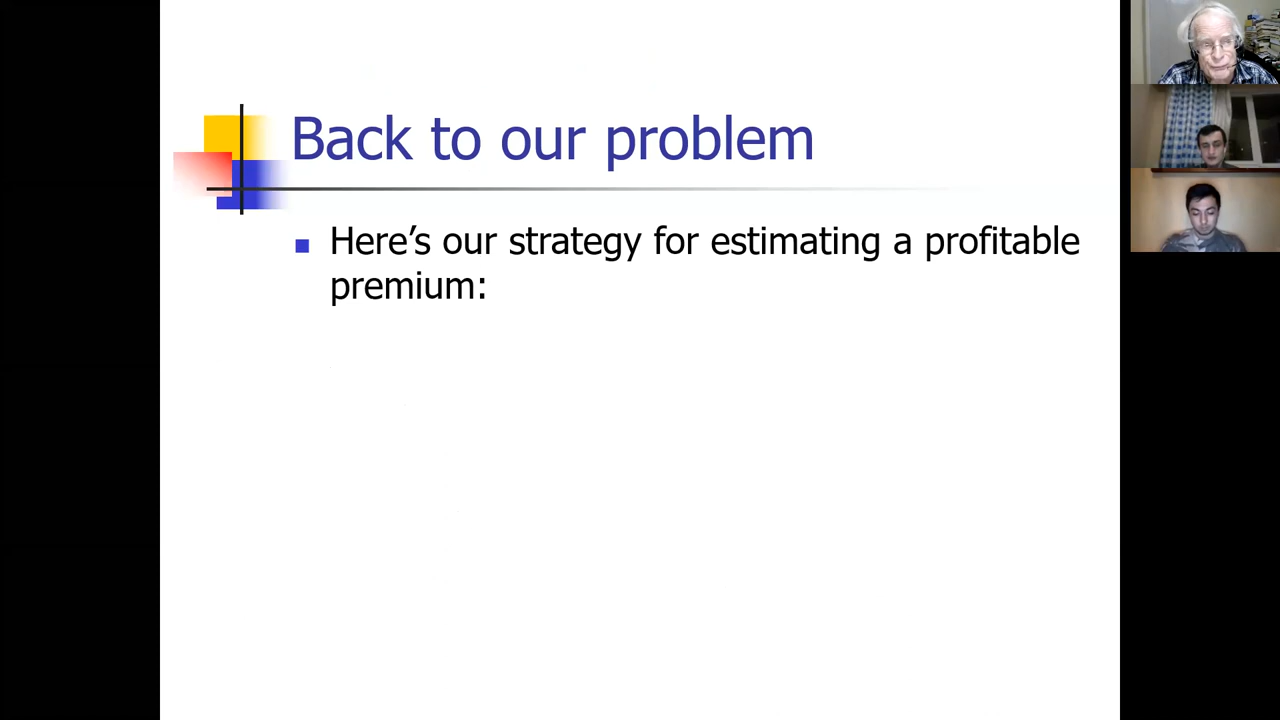 Back to our problem
Here’s our strategy for estimating a profitable
premium: